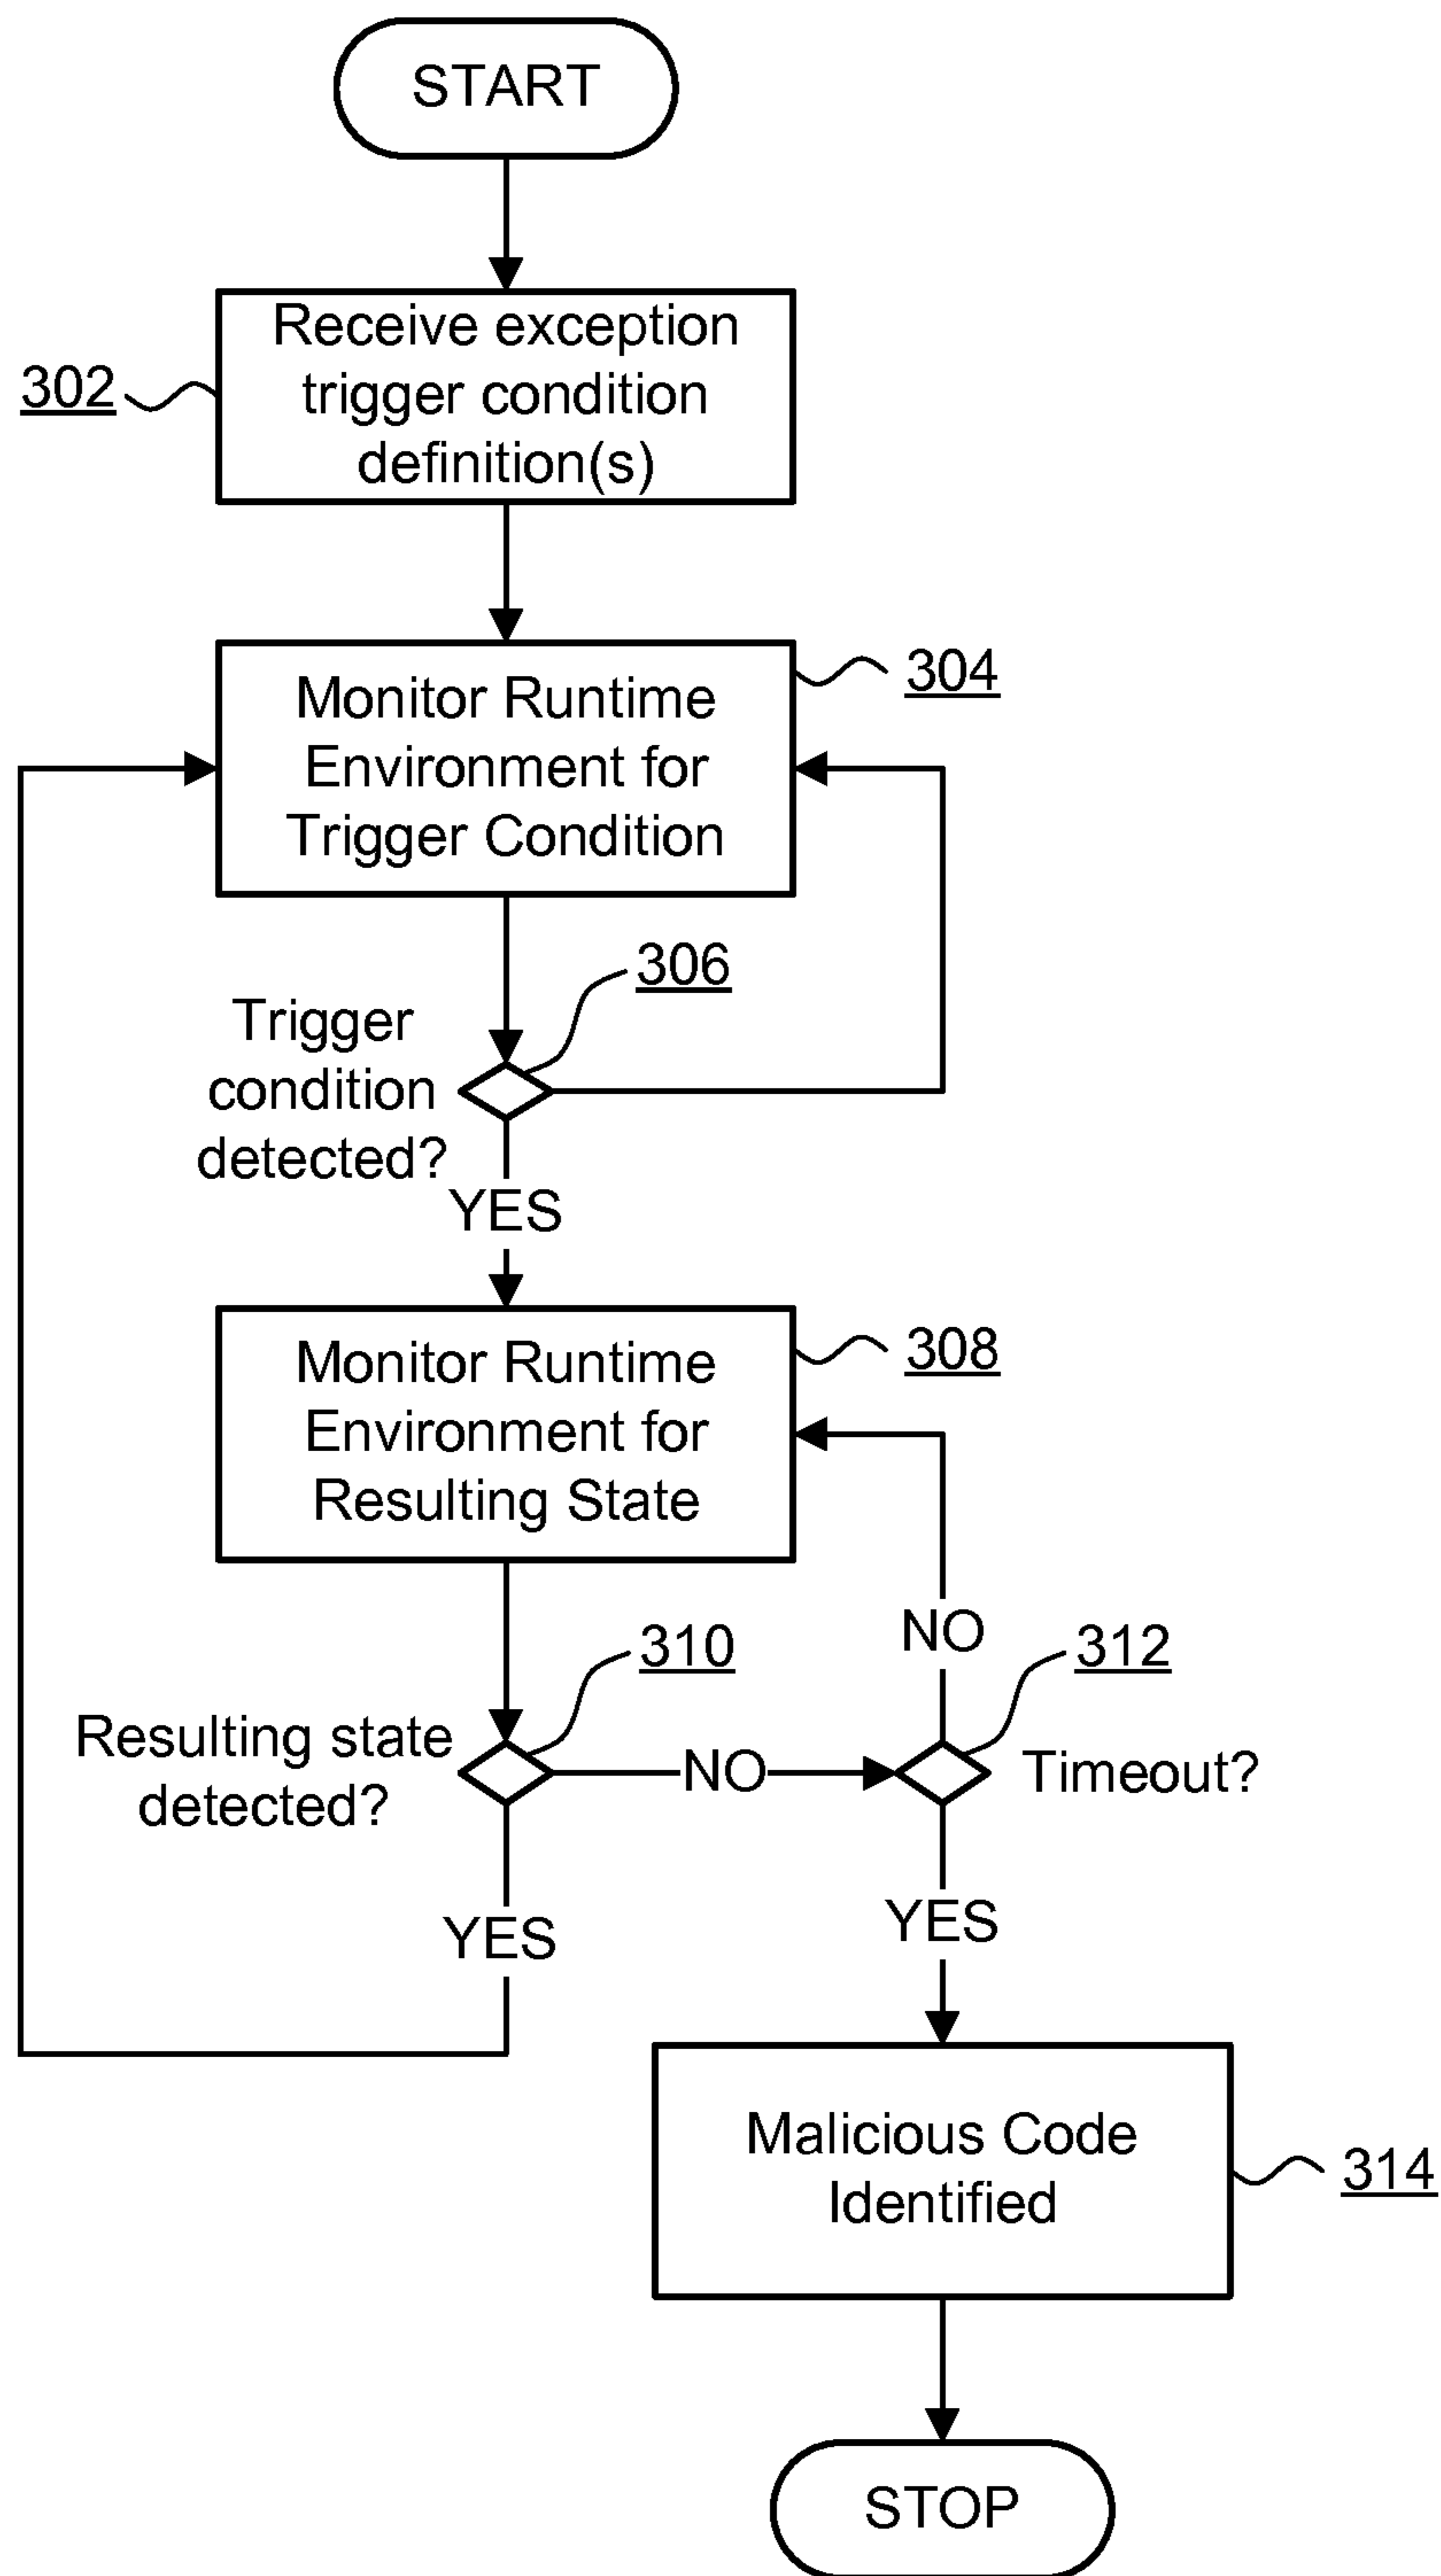 START
Receive exception
trigger condition
definition(s)
302
Monitor Runtime
Environment for
Trigger Condition
304
306
Trigger
condition
detected?
YES
Monitor Runtime
Environment for
Resulting State
308
310
Resulting state
detected?
NO
NO
312
Timeout?
YES
YES
Malicious Code
Identified
314
STOP